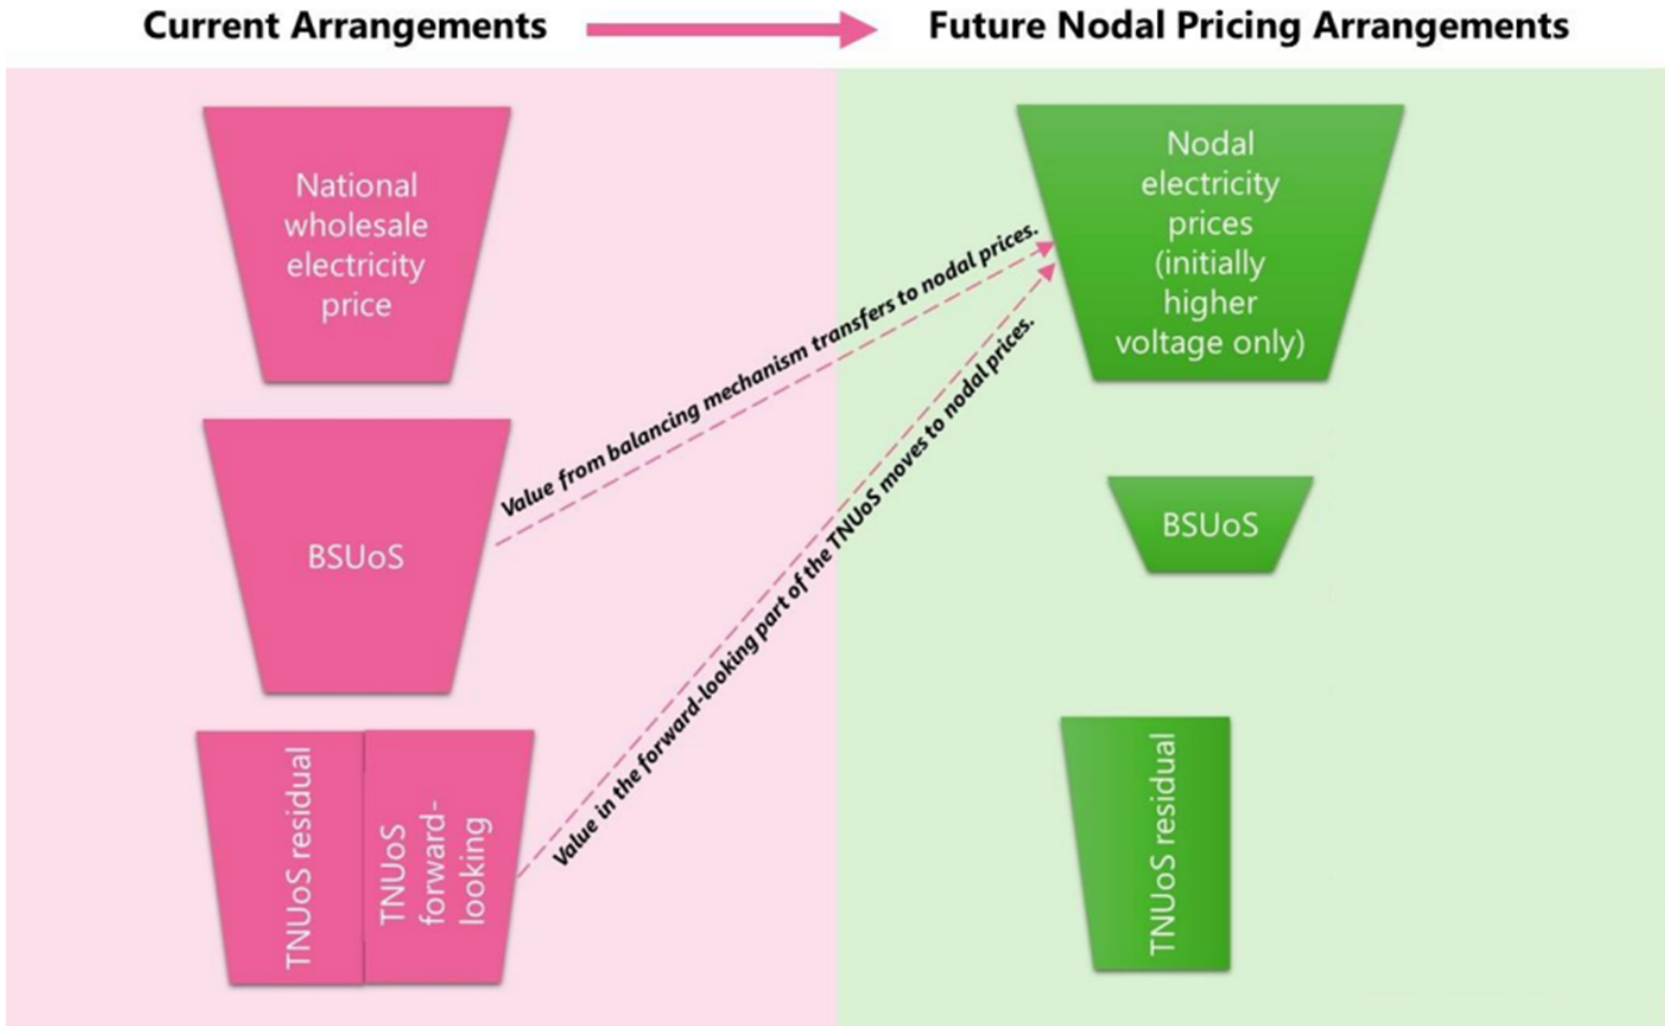 Current Arrangements
Future Nodal Pricing Arrangements
National
wholesale
electricity
price
Nodal
electricity
prices
(initially
higher
voltage only)
Value from balancing mechanism transfers to nodal prices.
BSUoS
BSUoS
Value in the forward-looking part of the TNUoS moves to nodal prices.
TNUoS residual
TNUoS
forward-
looking
TNUoS residual